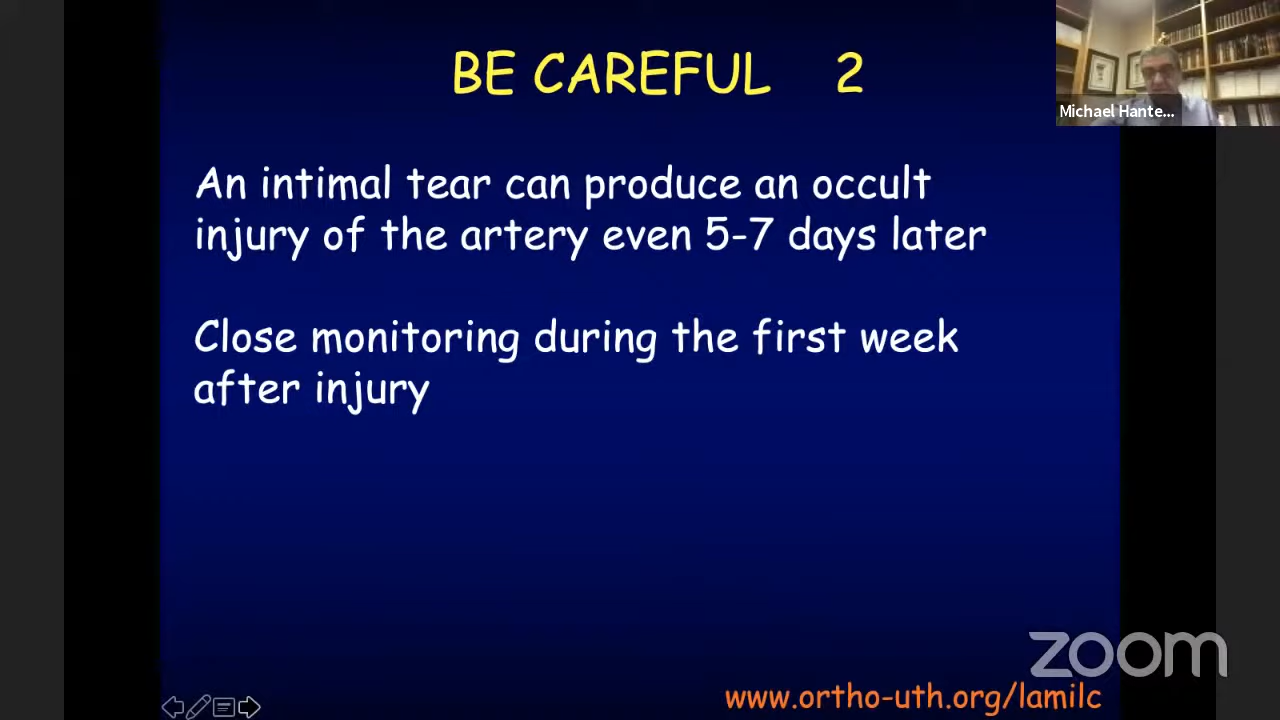 BE CAREFUL 2
Michael Hante...
An intimal tear can produce an occult
injury of the artery even 5-7 days later
Close monitoring during the first week
after injury
zoom
www.ortho-uth.org/lamilc